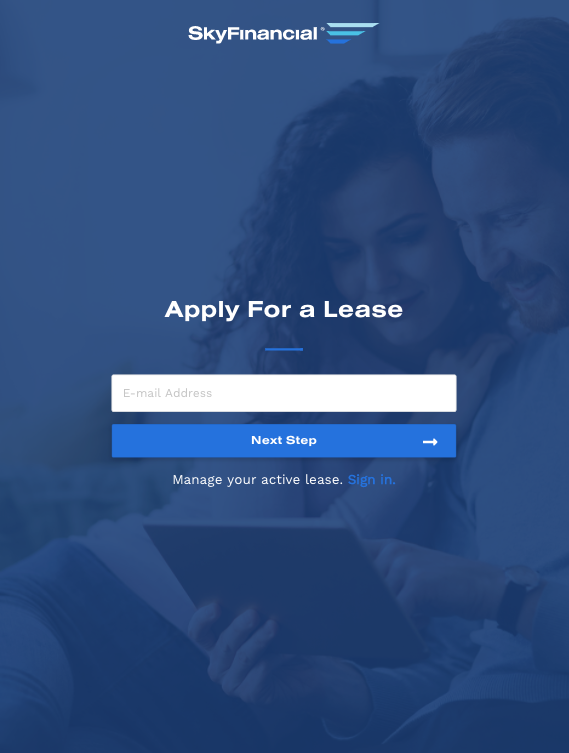 SkyFinancial®
Apply For a Lease
E-mail Address
Next Step
Manage your active lease. Sign in.